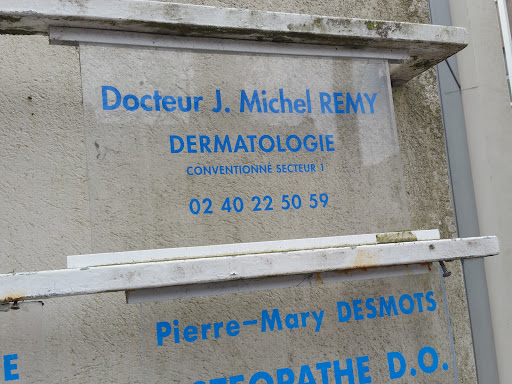 Docteur J. Michel REMY
DERMATOLOGIE
CONVENTIONNÉ SECTEUR 1
02 40 22 50 59
Pierre-Mary DESMOTS
D.O.